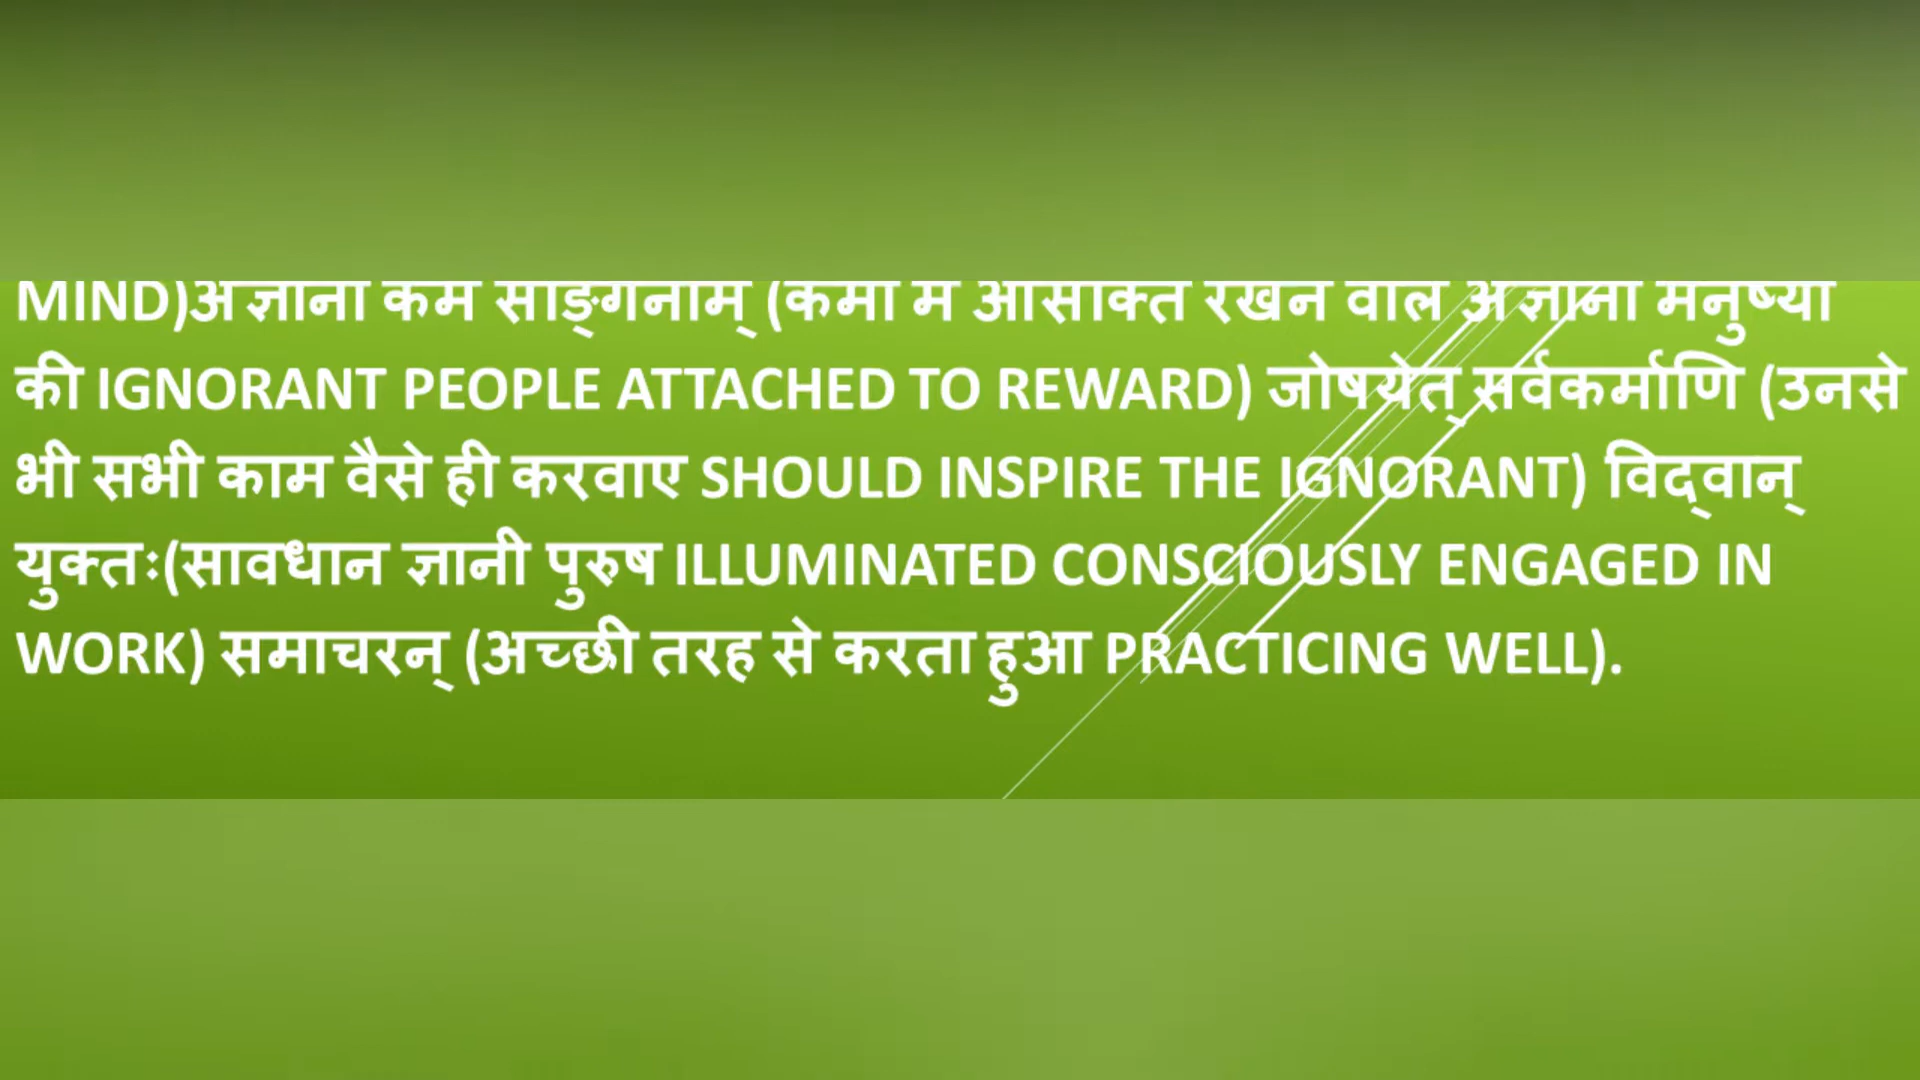 MIND)अज्ञानां कर्म सङ्गिनाम् (कर्मों में आसक्ति रखने वाले अज्ञानी मनुष्यों
की IGNORANT PEOPLE ATTACHED TO REWARD) जोषयेत् सर्वकर्माणि (उनसे
भी सभी काम वैसे ही करवाए SHOULD INSPIRE THE IGNORANT) विद्वान्
युक्तः(सावधान ज्ञानी पुरुष ILLUMINATED CONSCIOUSLY ENGAGED IN
WORK) समाचरन् (अच्छी तरह से करता हुआ PRACTICING WELL).